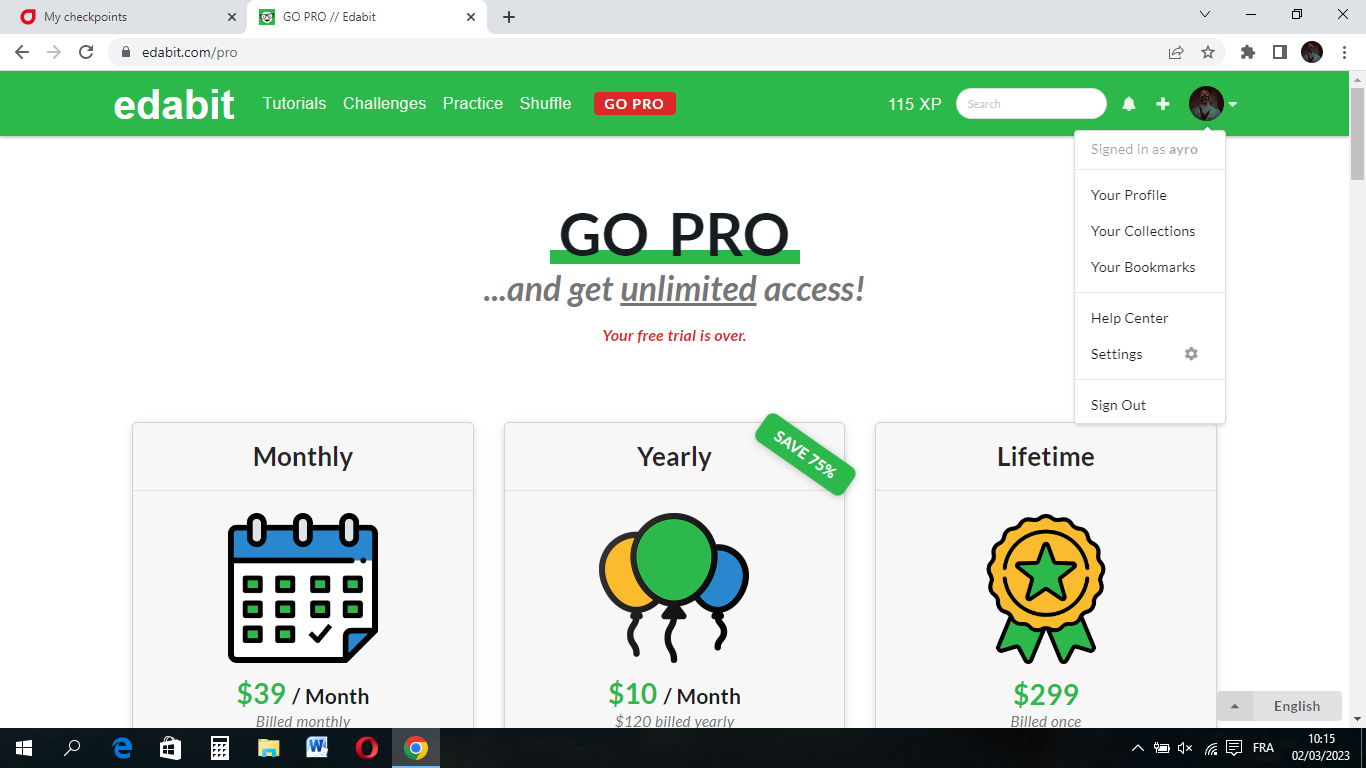 My checkpoints
GO PRO // Edabit
edabit.com/pro
edabit
Tutorials Challenges Practice Shuffle GO PRO
115 XP
Search
Signed in as ayro
Your Profile
Your Collections
Your Bookmarks
Help Center
Settings
Sign Out
GO PRO
...and get unlimited access!
Your free trial is over.
Monthly
$39 / Month
Billed monthly
Yearly
SAVE 75%
$10 / Month
$120 billed yearly
Lifetime
$299
Billed once
English
FRA
10:15
02/03/2023